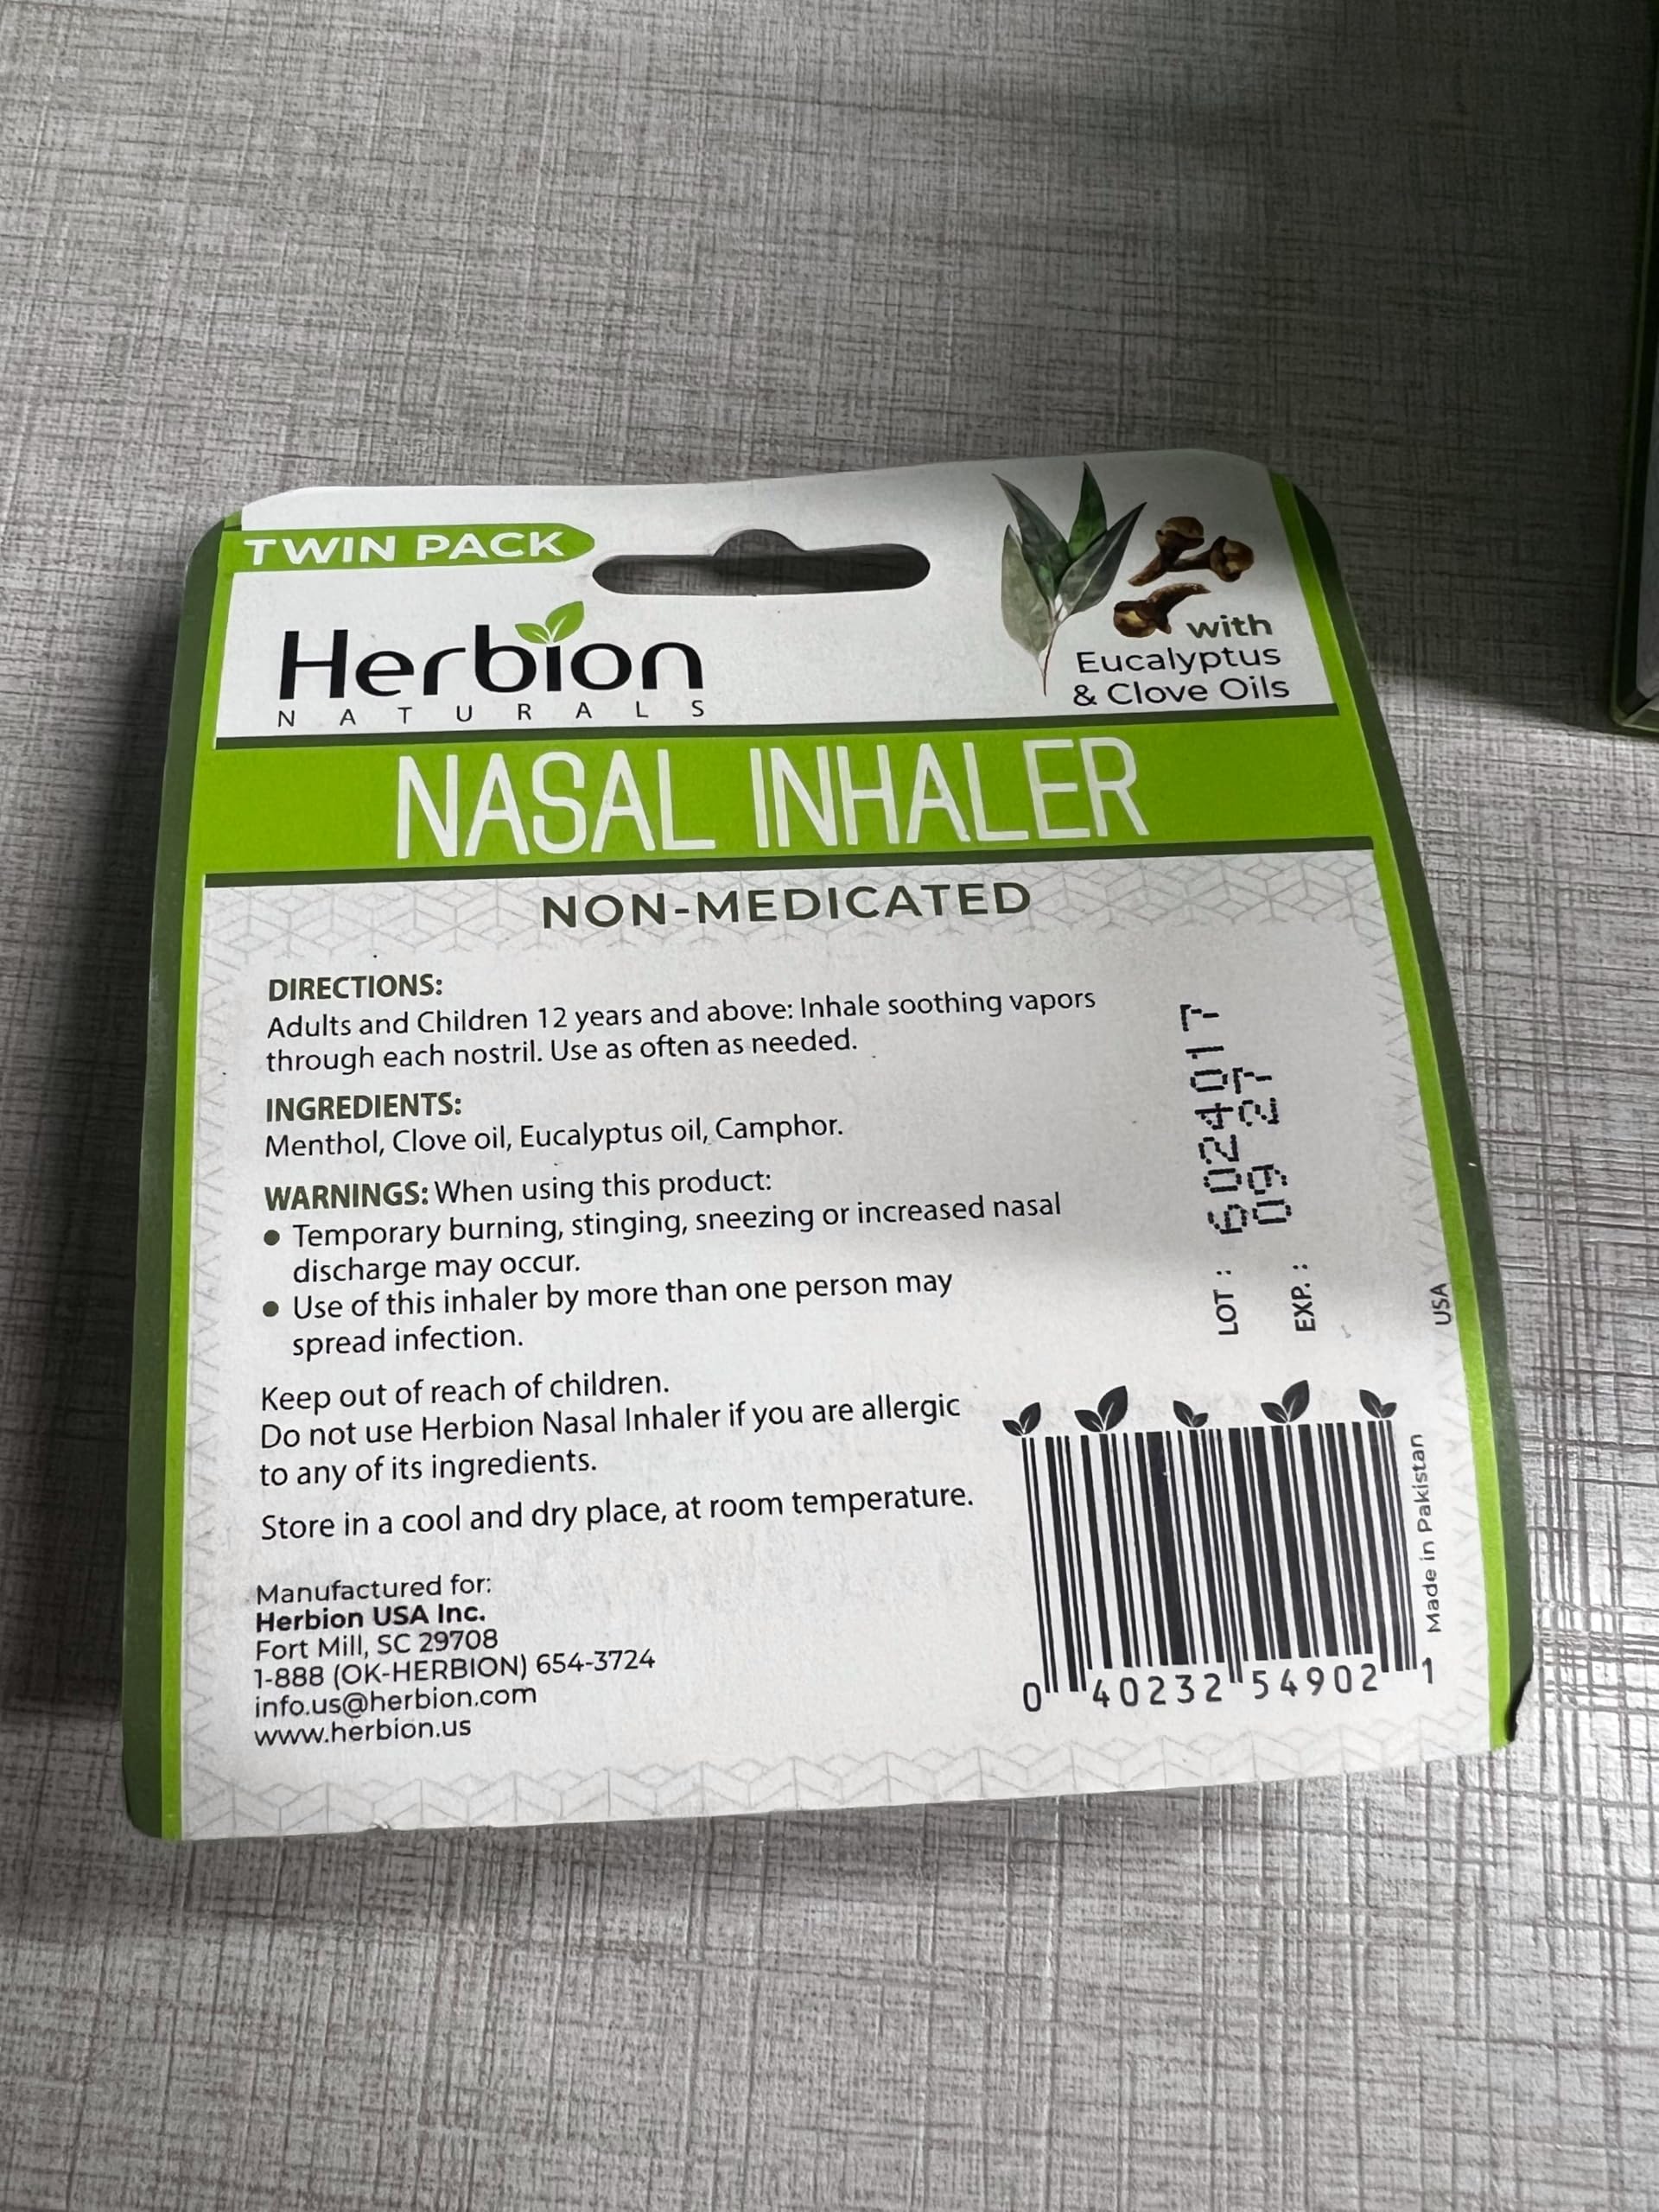 TWIN PACK
Herbion
NATURALS
with
Eucalyptus
& Clove Oils
NASAL INHALER
NON-MEDICATED
DIRECTIONS:
Adults and Children 12 years and above: Inhale soothing vapors
through each nostril. Use as often as needed.
INGREDIENTS:
Menthol, Clove oil, Eucalyptus oil, Camphor.
WARNINGS: When using this product:
● Temporary burning, stinging, sneezing or increased nasal
discharge may occur.
● Use of this inhaler by more than one person may
spread infection.
Keep out of reach of children.
Do not use Herbion Nasal Inhaler if you are allergic
to any of its ingredients.
Store in a cool and dry place, at room temperature.
Manufactured for:
Herbion USA Inc.
Fort Mill, SC 29708
1-888 (OK-HERBION) 654-3724
info.us@herbion.com
www.herbion.us
LOT : 6024017
EXP. : 09 27
USA
Made in Pakistan
0 40232 54902 1